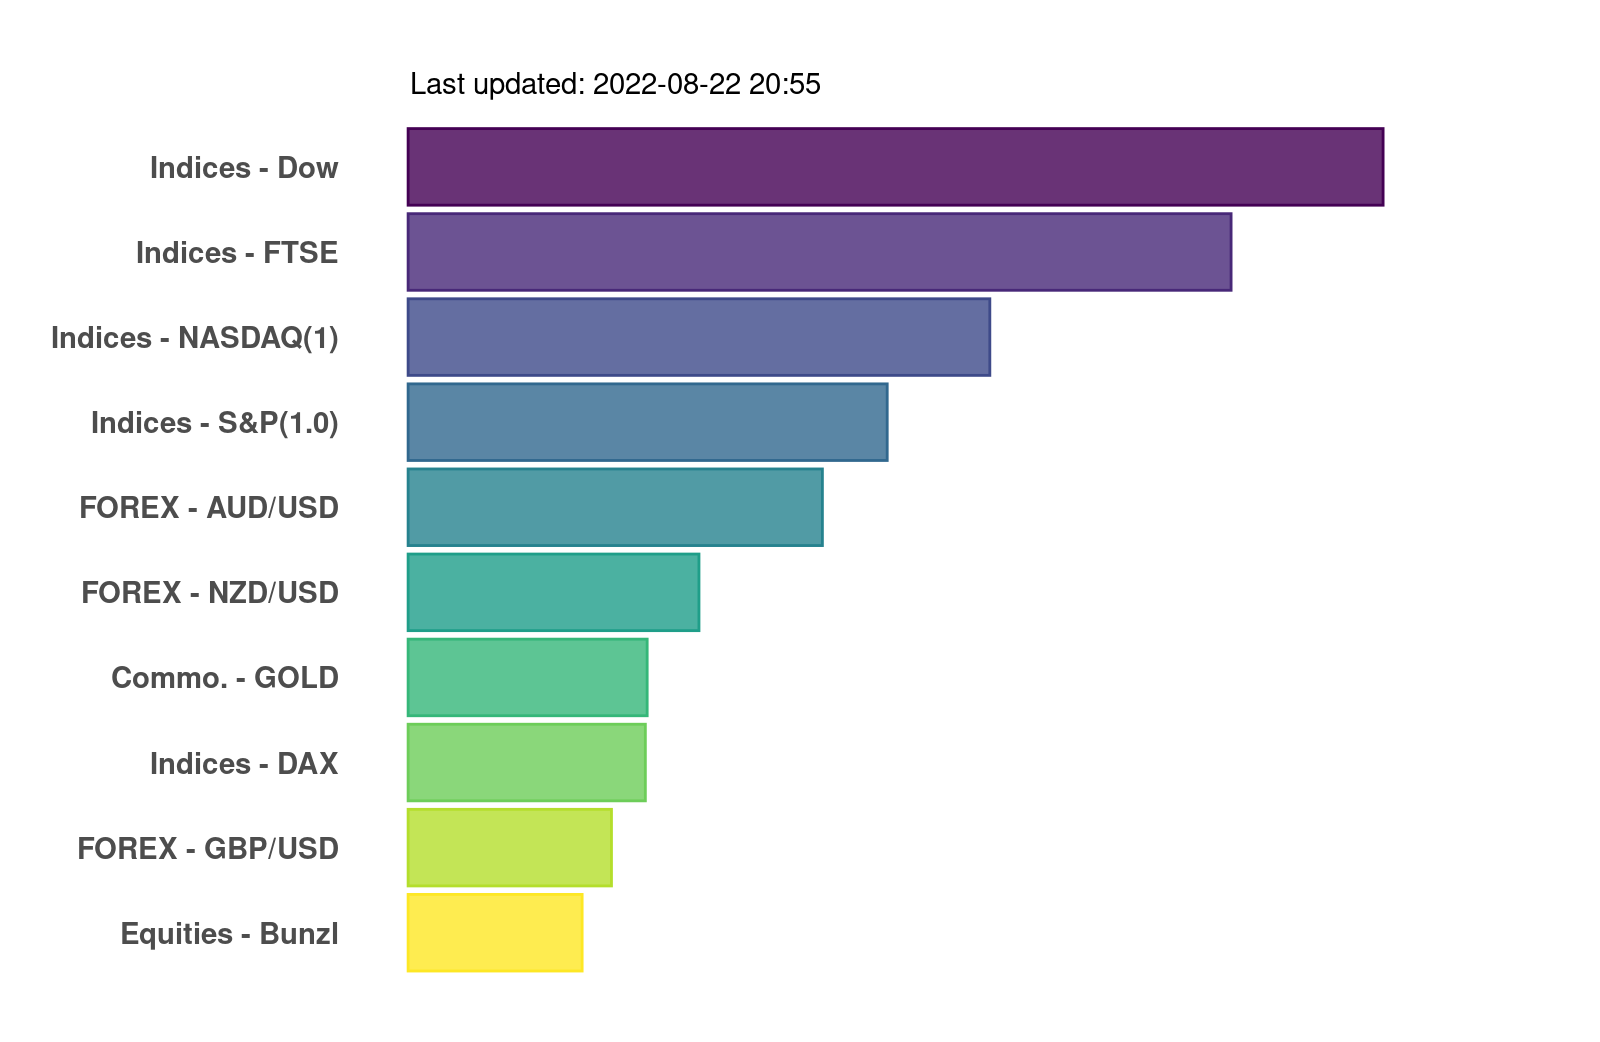 Last updated: 2022-08-22 20:55
Indices - Dow
Indices - FTSE
Indices - NASDAQ(1)
Indices - S&P(1.0)
FOREX - AUD/USD
FOREX - NZD/USD
Commo. - GOLD
Indices - DAX
FOREX - GBP/USD
Equities - Bunzl